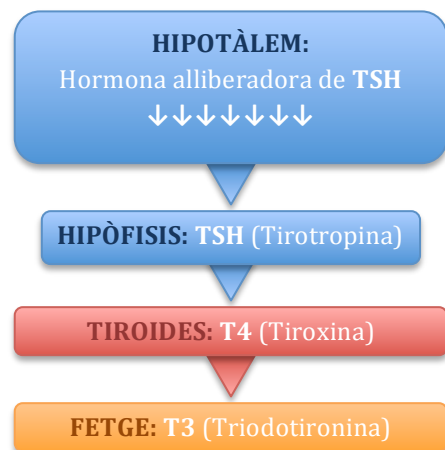 HIPOTÀLEM:
Hormona alliberadora de TSH
↓↓↓↓↓↓↓
HIPÒFISIS: TSH (Tirotropina)
TIROIDES: T4 (Tiroxina)
FETGE: T3 (Triodotironina)